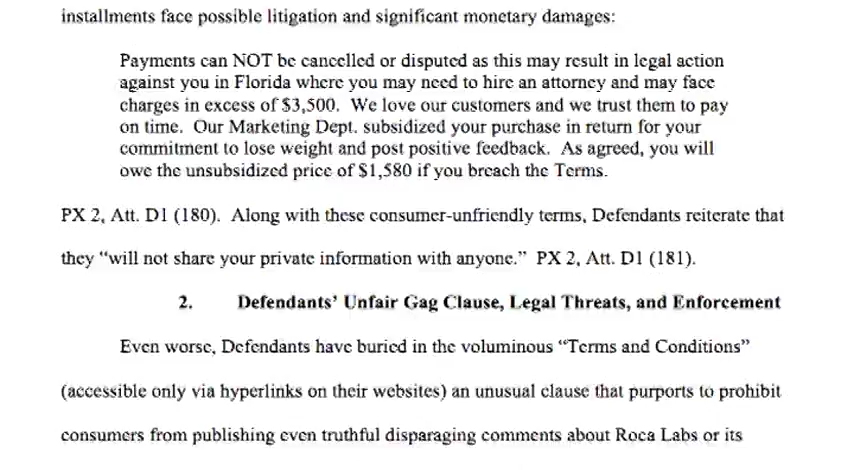 installments face possible litigation and significant monetary damages:
Payments can NOT be cancelled or disputed as this may result in legal action
against you in Florida where you may need to hire an attorney and may face
charges in excess of $3,500. We love our customers and we trust them to pay
on time. Our Marketing Dept. subsidized your purchase in return for your
commitment to lose weight and post positive feedback. As agreed, you will
owe the unsubsidized price of $1,580 if you breach the Terms.
PX 2, Att. D1 (180). Along with these consumer-unfriendly terms, Defendants reiterate that
they “will not share your private information with anyone.” PX 2, Att. D1 (181).
2. Defendants’ Unfair Gag Clause, Legal Threats, and Enforcement
Even worse, Defendants have buried in the voluminous “Terms and Conditions”
(accessible only via hyperlinks on their websites) an unusual clause that purports to prohibit
consumers from publishing even truthful disparaging comments about Roca Labs or its